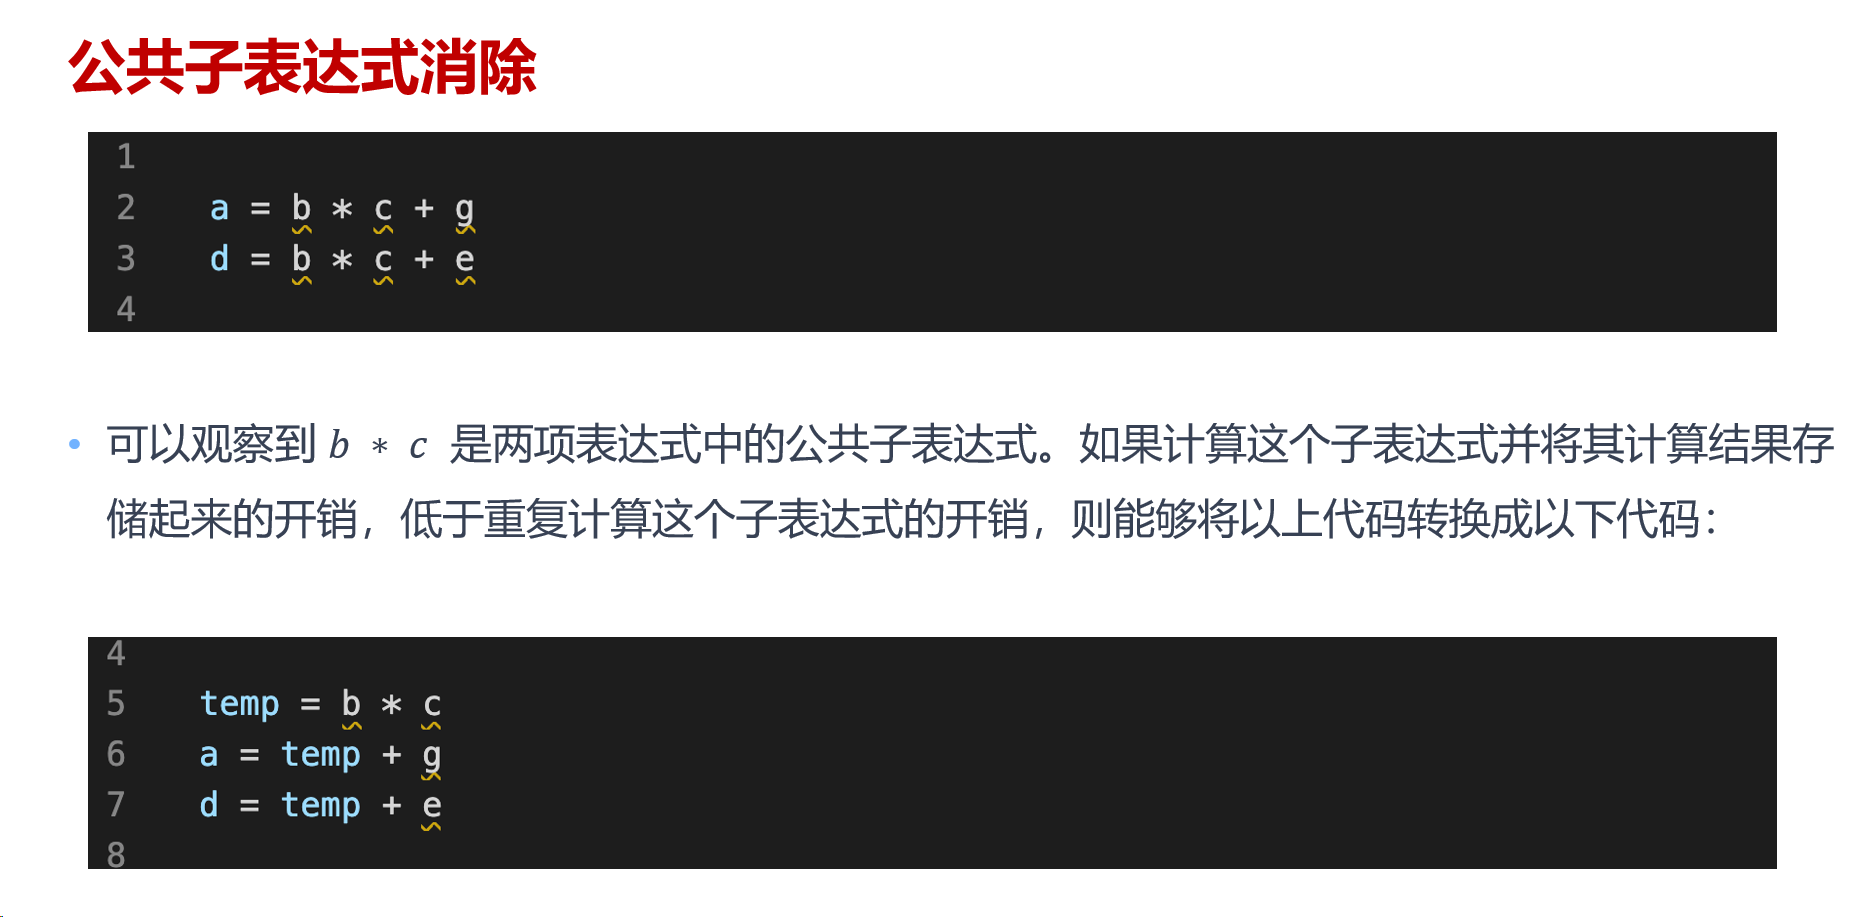 公共子表达式消除
1
2 a = b * c + g
3 d = b * c + e
4
• 可以观察到 b * c 是两项表达式中的公共子表达式。如果计算这个子表达式并将其计算结果存
储起来的开销，低于重复计算这个子表达式的开销，则能够将以上代码转换成以下代码：
4
5 temp = b * c
6 a = temp + g
7 d = temp + e
8